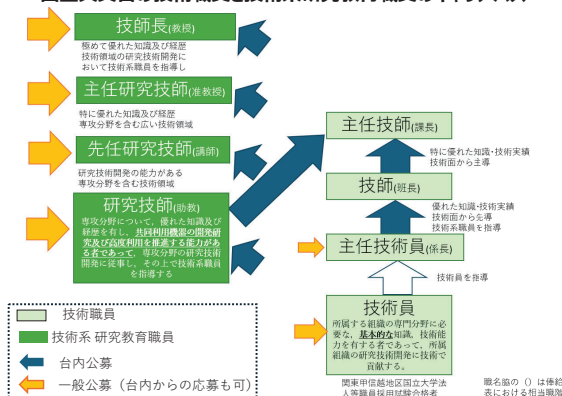 技師長(教授)
極めて優れた知識及び経歴
技術領域の研究技術開発に
おいて技術系職員を指導し
主任研究技師(准教授)
特に優れた知識及び経歴
専攻分野を含む広い技術領域
先任研究技師(講師)
研究技術開発の能力がある
専攻分野を含む技術領域
研究技師(助教)
専攻分野について、優れた知識及び
経歴を有し、共同利用機器の開発研
究及び高度利用を推進する能力があ
る者であって、専攻分野の研究技術
開発に従事し、その上で技術系職員
を指導する
主任技師(課長)
特に優れた知識・技術実績
技術面から主導
技師(班長)
優れた知識・技術実績
技術面から先導
技術系職員を指導
主任技術員(係長)
技術員を指導
技術員
所属する組織の専門分野に必
要な、基本的な知識、技術能
力を有する者であって、所属
組織の研究技術開発に技術で
貢献する。
関東甲信越地区国立大学法
人等職員採用試験合格者
職名脇の()は俸給
表における相当職階
技術職員
技術系 研究教育職員
台内公募
一般公募(台内からの応募も可)